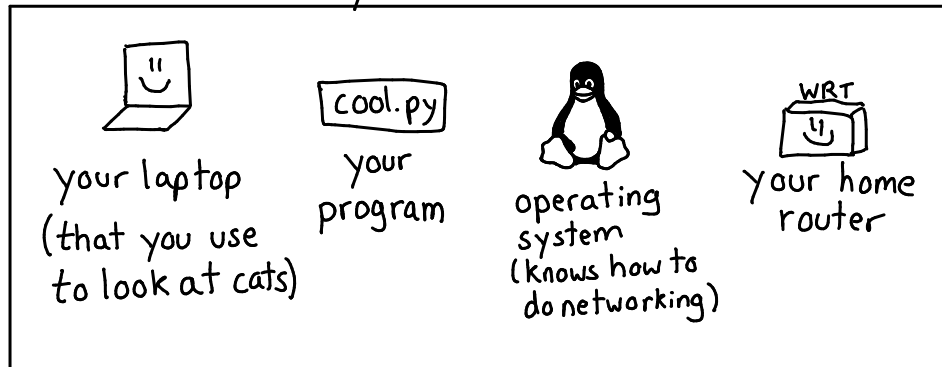 your laptop
(that you use
to look at cats)
cool.py
your
program
operating
system
(knows how to
do networking)
WRT
your home
router